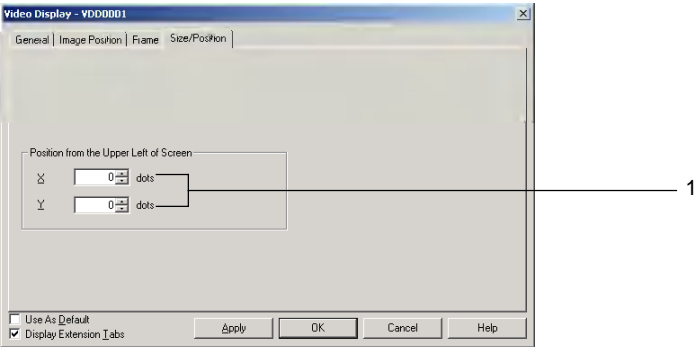 Video Display - VDD0001
General Image Position Frame Size/Position
Position from the Upper Left of Screen
X 0 dots
1
Y 0 dots
Use As Default
Display Extension Tabs
Apply OK Cancel Help